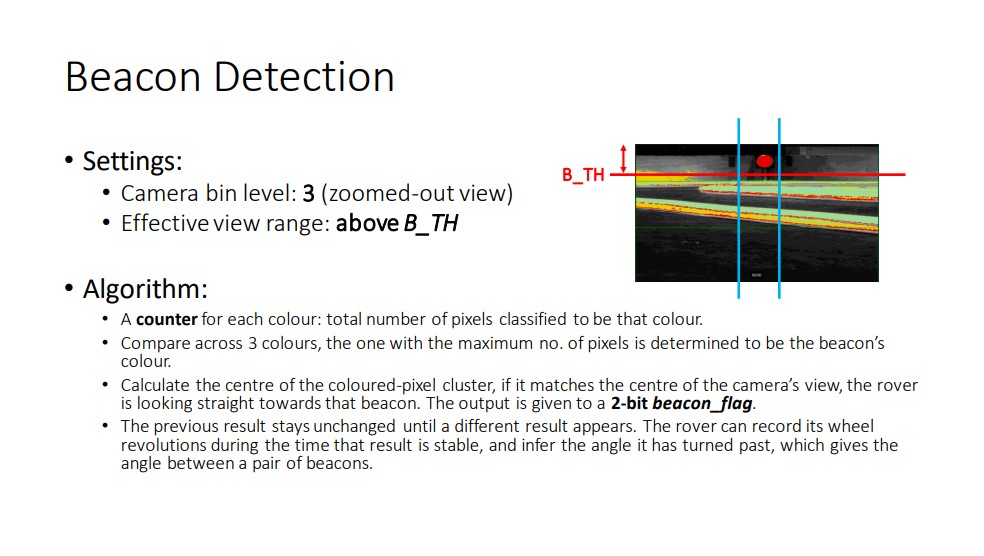 Beacon Detection
• Settings:
• Camera bin level: 3 (zoomed-out view)
• Effective view range: above B_TH
B_TH
• Algorithm:
• A counter for each colour: total number of pixels classified to be that colour.
• Compare across 3 colours, the one with the maximum no. of pixels is determined to be the beacon's
colour.
• Calculate the centre of the coloured-pixel cluster, if it matches the centre of the camera's view, the rover
is looking straight towards that beacon. The output is given to a 2-bit beacon_flag.
• The previous result stays unchanged until a different result appears. The rover can record its wheel
revolutions during the time that result is stable, and infer the angle it has turned past, which gives the
angle between a pair of beacons.